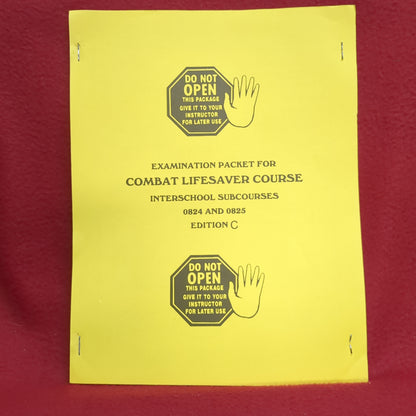 DO NOT
OPEN
THIS PACKAGE
GIVE IT TO YOUR
INSTRUCTOR
FOR LATER USE
EXAMINATION PACKET FOR
COMBAT LIFESAVER COURSE
INTERSCHOOL SUBCOURSES
0824 AND 0825
EDITION C
DO NOT
OPEN
THIS PACKAGE
GIVE IT TO YOUR
INSTRUCTOR
FOR LATER USE